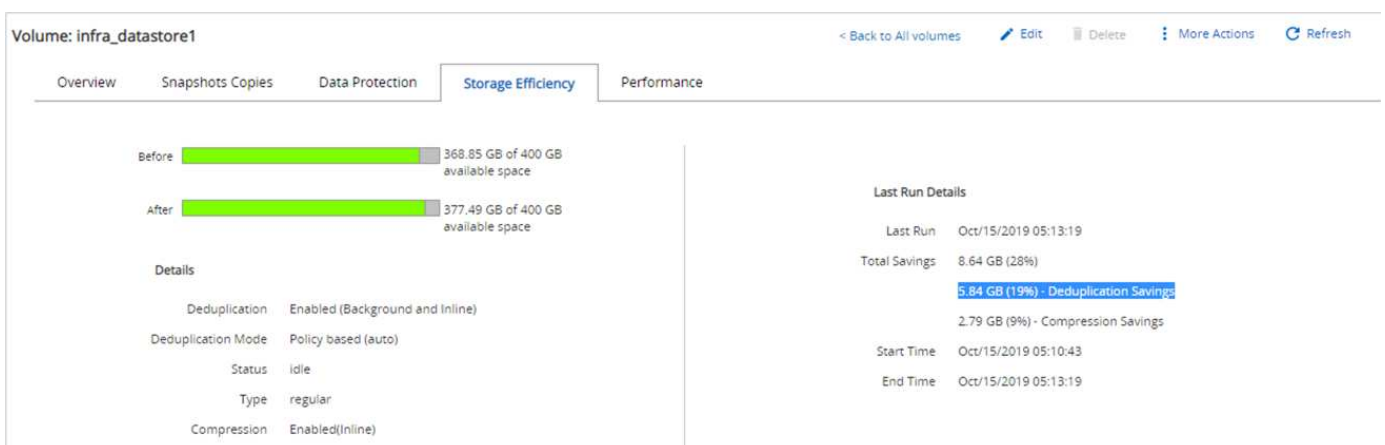 Volume: infra_datastore1
< Back to All volumes Edit Delete More Actions Refresh
Overview Snapshots Copies Data Protection Storage Efficiency Performance
Before 368.85 GB of 400 GB
available space
After 377.49 GB of 400 GB
available space
Details
Deduplication Enabled (Background and Inline)
Deduplication Mode Policy based (auto)
Status idle
Type regular
Compression Enabled(Inline)
Last Run Details
Last Run Oct/15/2019 05:13:19
Total Savings 8.64 GB (28%)
5.84 GB (19%) - Deduplication Savings
2.79 GB (9%) - Compression Savings
Start Time Oct/15/2019 05:10:43
End Time Oct/15/2019 05:13:19